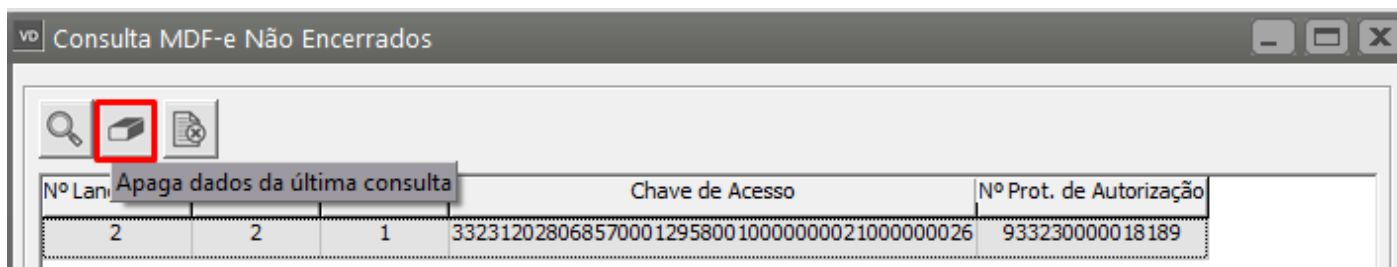 VD Consulta MDF-e Não Encerrados
Apaga dados da última consulta
Nº Chave de Acesso Nº Prot. de Autorização
2 2 1 33231202806857000129580010000000021000000026 933230000018189